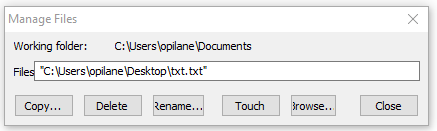 Manage Files
Working folder: C:\Users\opilane\Documents
Files "C:\Users\opilane\Desktop\txt.txt"
Copy... Delete Rename... Touch Browse... Close